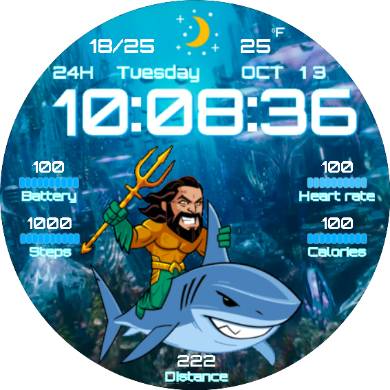 18/25 25 °F
24H Tuesday OCT 13
10:08:36
100 100
Battery Heart rate
1000 100
Steps Calories
222
Distance